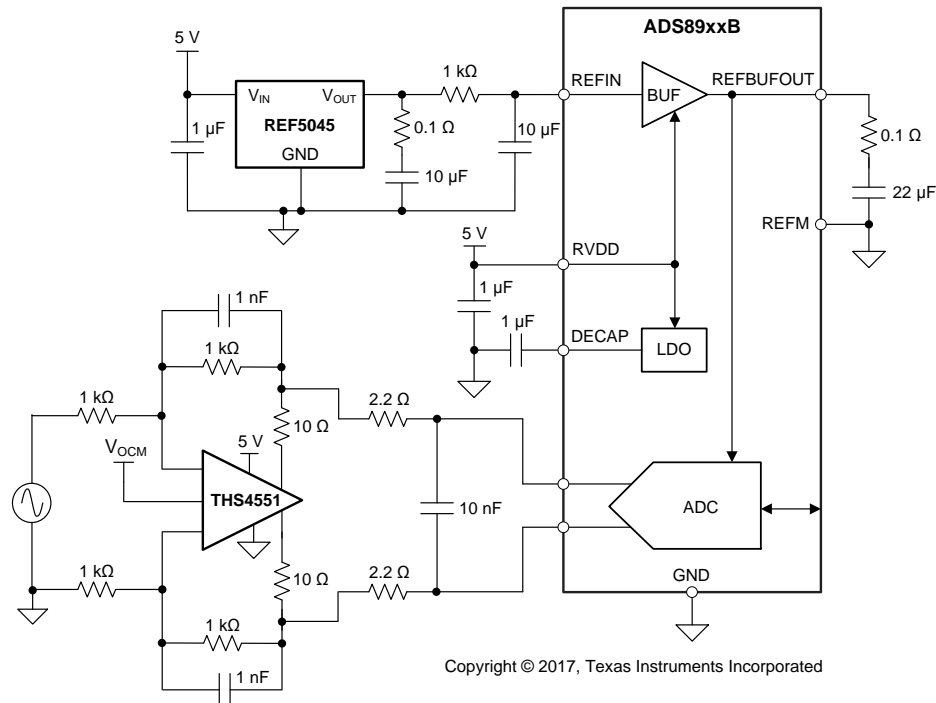 ADS89xxB
5 V
1 kΩ
REFIN
REFBUFOUT
V_IN
V_OUT
BUF
REF5045
1 µF
0.1 Ω
10 µF
GND
10 µF
0.1 Ω
22 µF
REFM
5 V
RVDD
1 µF
1 µF
DECAP
LDO
1 nF
1 kΩ
1 kΩ
2.2 Ω
10 Ω
V_OCM
5 V
THS4551
10 nF
ADC
1 kΩ
10 Ω
2.2 Ω
GND
1 kΩ
1 nF
Copyright © 2017, Texas Instruments Incorporated